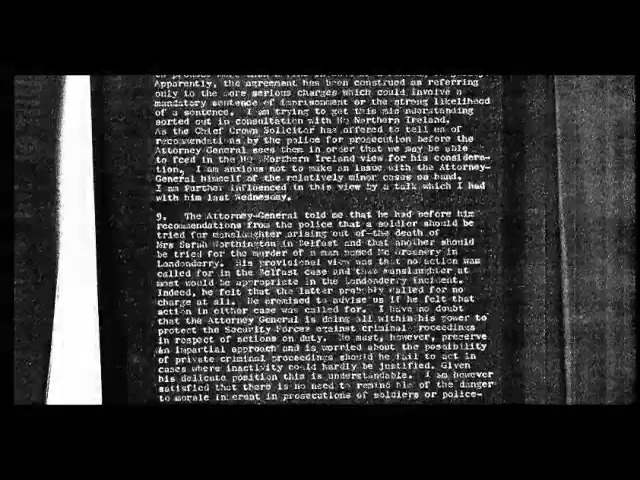 Apparently, the agreement has been construed as referring
only to the more serious charges which could involve a
mandatory sentence of imprisonment or the strong likelihood
of a sentence. I am trying to get this misunderstanding
sorted out in consultation with HQ Northern Ireland,
As the Chief Crown Solicitor has offered to tell us of
recommendations by the police for prosecution before the
Attorney General sees them in order that we may be able
to feed in the HQ Northern Ireland view for his considera-
tion, I am anxious not to make an issue with the Attorney-
General himself of the relatively minor cases on hand.
I am further influenced in this view by a talk which I had
with him last Wednesday.
9. The Attorney-General told me that he had before him
recommendations from the police that a soldier should be
tried for manslaughter arising out of the death of
Mrs Sarah Worthington in Belfast and that another should
be tried for the murder of a man named McGreanery in
Londonderry. His provisional view was that no action was
called for in the Belfast case and that manslaughter at
most would be appropriate in the Londonderry incident.
Indeed, he felt that the latter probably called for no
charge at all. He promised to advise us if he felt that
action in either case was called for. I have no doubt
that the Attorney General is doing all within his power to
protect the Security Forces against criminal proceedings
in respect of actions on duty. He must, however, preserve
an impartial approach and is worried about the possibility
of private criminal proceedings should he fail to act in
cases where inactivity could hardly be justified. Given
his delicate position this is understandable. I am however
satisfied that there is no need to remind him of the danger
to morale inherent in prosecutions of soldiers or police-